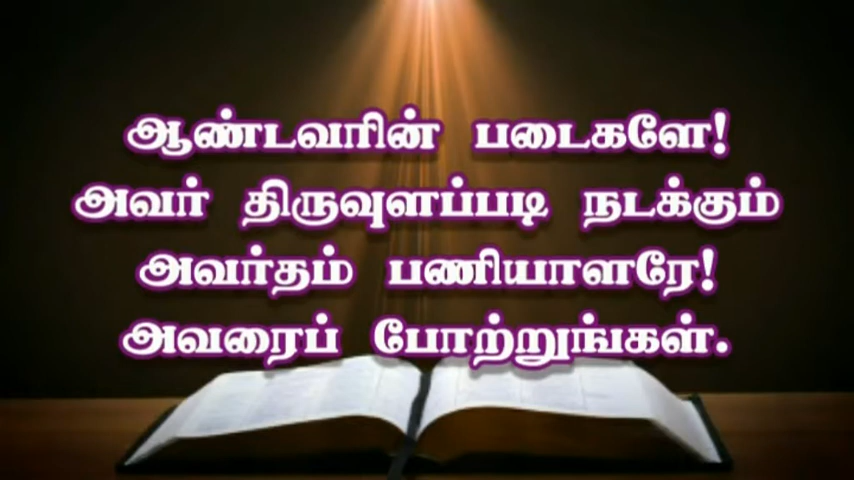 ஆண்டவரின் படைகளே!
அவர் திருவுளப்படி நடக்கும்
அவர்தம் பணியாளரே!
அவரைப் போற்றுங்கள்.